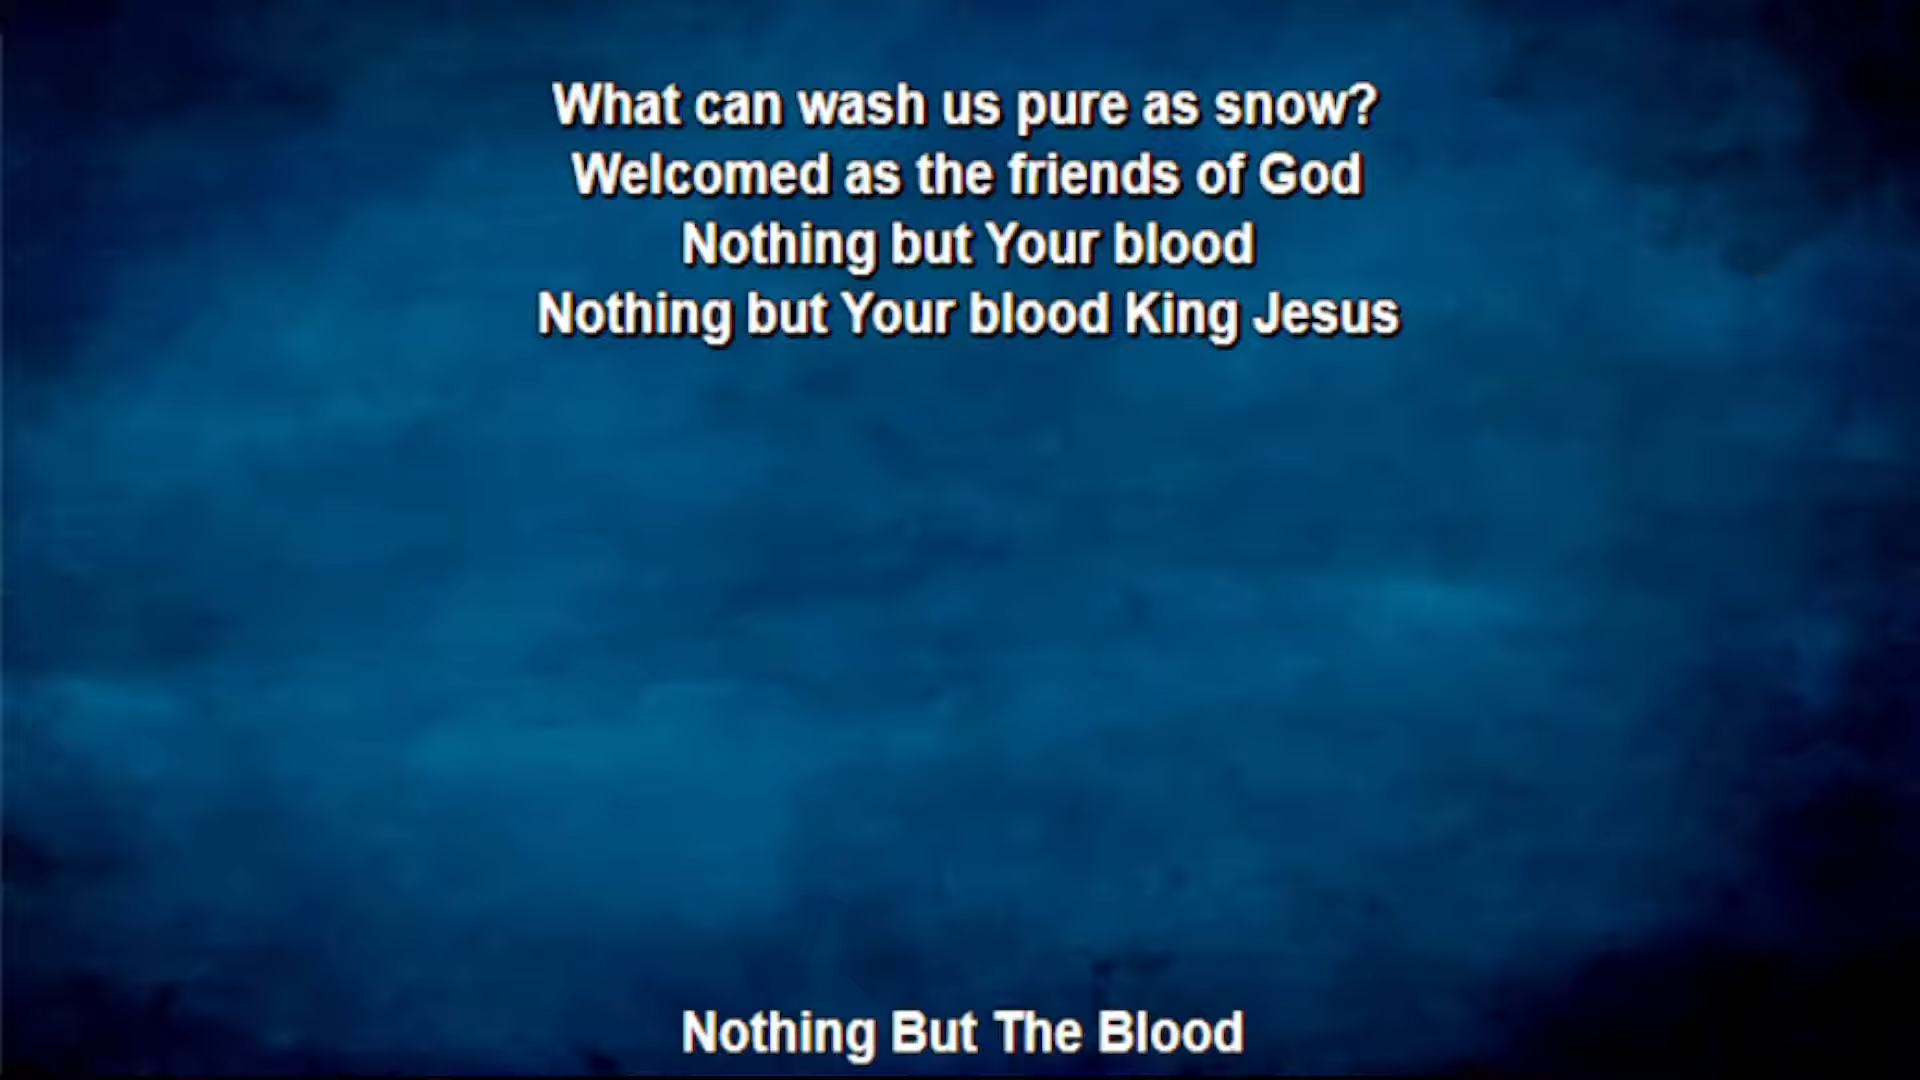 What can wash us pure as snow?
Welcomed as the friends of God
Nothing but Your blood
Nothing but Your blood King Jesus
Nothing But The Blood